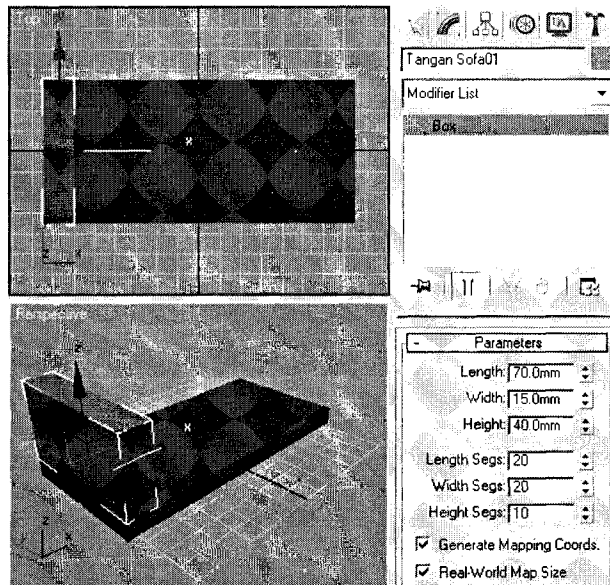 Top
Tangan Sofa01
Modifier List
Box
Perspective
Parameters
Length: 70.0mm
Width: 15.0mm
Height: 40.0mm
Length Segs: 20
Width Segs: 20
Height Segs: 10
Generate Mapping Coords.
Real-World Map Size